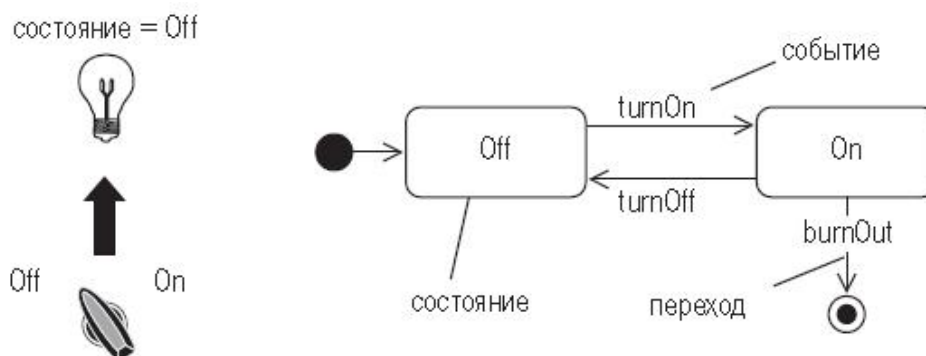 состояние = Off
Off
On
событие
turnOn
Off
On
turnOff
burnOut
состояние
переход